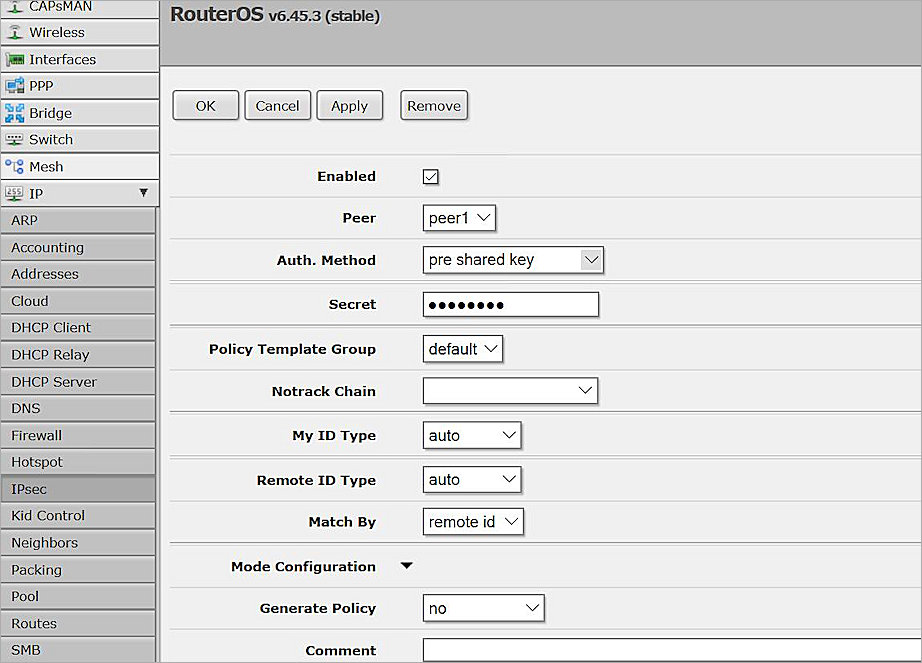 CAPsMAN
RouterOS v6.45.3 (stable)
Wireless
Interfaces
PPP
Bridge
Switch
Mesh
IP
ARP
Accounting
Addresses
Cloud
DHCP Client
DHCP Relay
DHCP Server
DNS
Firewall
Hotspot
IPsec
Kid Control
Neighbors
Packing
Pool
Routes
SMB
OK Cancel Apply Remove
Enabled
Peer peer1
Auth. Method pre shared key
Secret ●●●●●●●●
Policy Template Group default
Notrack Chain
My ID Type auto
Remote ID Type auto
Match By remote id
Mode Configuration
Generate Policy no
Comment